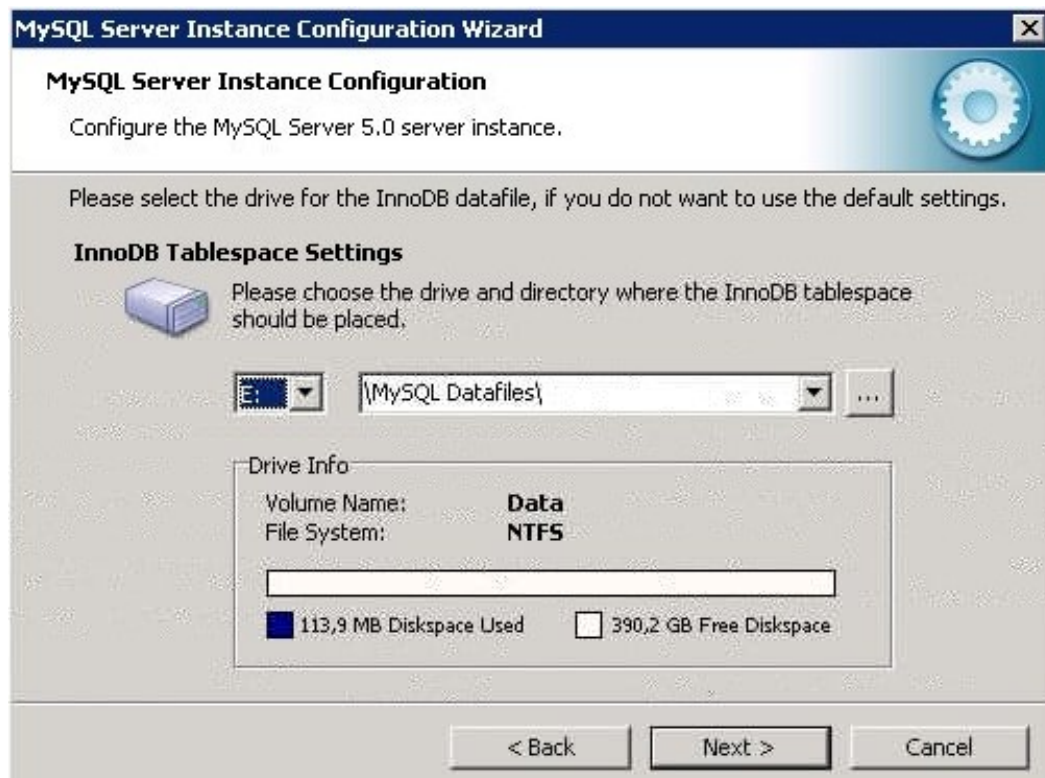 MySQL Server Instance Configuration Wizard
MySQL Server Instance Configuration
Configure the MySQL Server 5.0 server instance.
Please select the drive for the InnoDB datafile, if you do not want to use the default settings.
InnoDB Tablespace Settings
Please choose the drive and directory where the InnoDB tablespace
should be placed.
E: \MySQL Datafiles\ ...
Drive Info
Volume Name: Data
File System: NTFS
113,9 MB Diskspace Used 390,2 GB Free Diskspace
< Back Next > Cancel